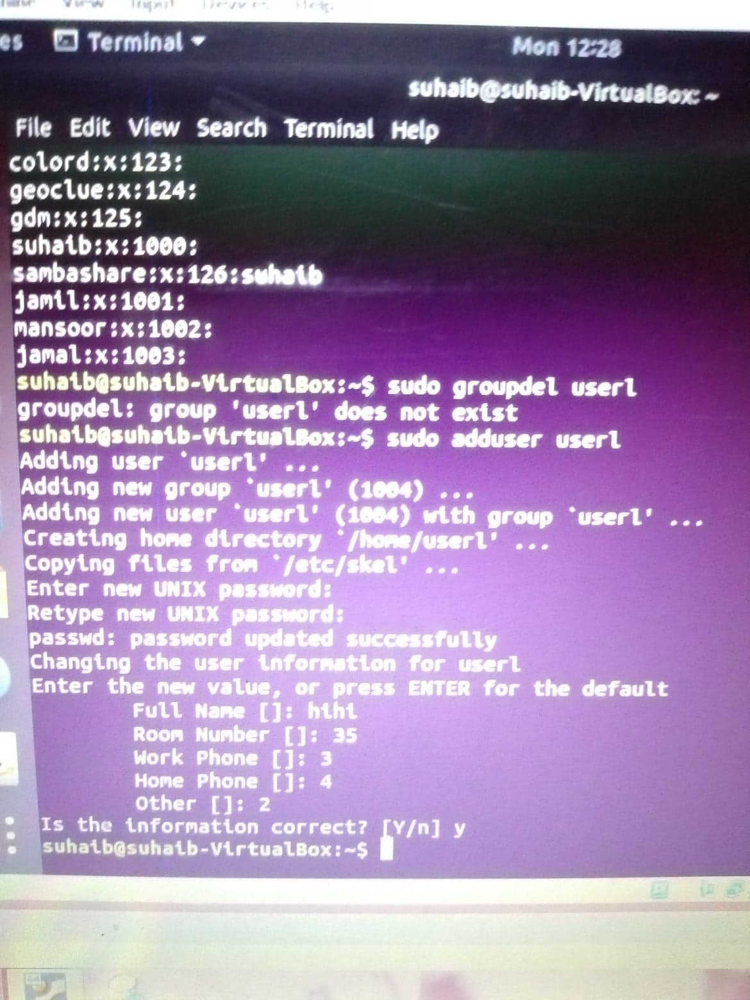 es Terminal Mon 12:28
suhaib@suhaib-VirtualBox: ~
File Edit View Search Terminal Help
colord:x:123:
geoclue:x:124:
gdm:x:125:
suhaib:x:1000:
sambashare:x:126:suhaib
jamil:x:1001:
mansoor:x:1002:
jamal:x:1003:
suhaib@suhaib-VirtualBox:~$ sudo groupdel userl
groupdel: group 'userl' does not exist
suhaib@suhaib-VirtualBox:~$ sudo adduser userl
Adding user `userl' ...
Adding new group `userl' (1004) ...
Adding new user `userl' (1004) with group `userl' ...
Creating home directory `/home/userl' ...
Copying files from `/etc/skel' ...
Enter new UNIX password:
Retype new UNIX password:
passwd: password updated successfully
Changing the user information for userl
Enter the new value, or press ENTER for the default
Full Name []: hihi
Room Number []: 35
Work Phone []: 3
Home Phone []: 4
Other []: 2
Is the information correct? [Y/n] y
suhaib@suhaib-VirtualBox:~$